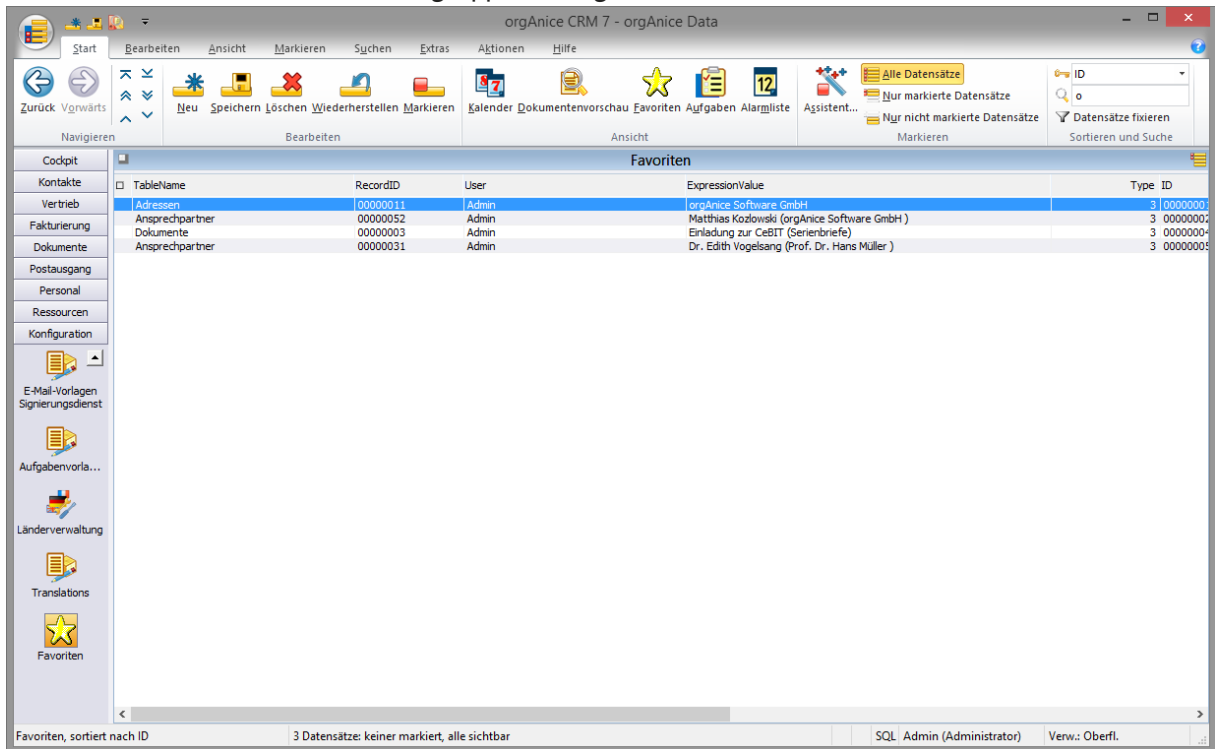 orgAnice CRM 7 - orgAnice Data
Start Bearbeiten Ansicht Markieren Suchen Extras Aktionen Hilfe
Zurück Vorwärts
Neu Speichern Löschen Wiederherstellen Markieren
Kalender Dokumentenvorschau Favoriten Aufgaben Alarmliste
Assistent...
Alle Datensätze
Nur markierte Datensätze
Nur nicht markierte Datensätze
ID
o
Datensätze fixieren
Navigieren Bearbeiten Ansicht Markieren Sortieren und Suche
Favoriten
Cockpit
Kontakte
Vertrieb
Fakturierung
Dokumente
Postausgang
Personal
Ressourcen
Konfiguration
E-Mail-Vorlagen
Signierungsdienst
Aufgabenvorla...
Länderverwaltung
Translations
Favoriten
TableName RecordID User ExpressionValue Type ID
Adressen 00000011 Admin orgAnice Software GmbH 3
Ansprechpartner 00000052 Admin Matthias Kozlowski (orgAnice Software GmbH ) 3
Dokumente 00000003 Admin Einladung zur CeBIT (Serienbriefe) 3
Ansprechpartner 00000031 Admin Dr. Edith Vogelsang (Prof. Dr. Hans Müller ) 3
Favoriten, sortiert nach ID 3 Datensätze: keiner markiert, alle sichtbar SQL Admin (Administrator) Verw.: Oberfl.